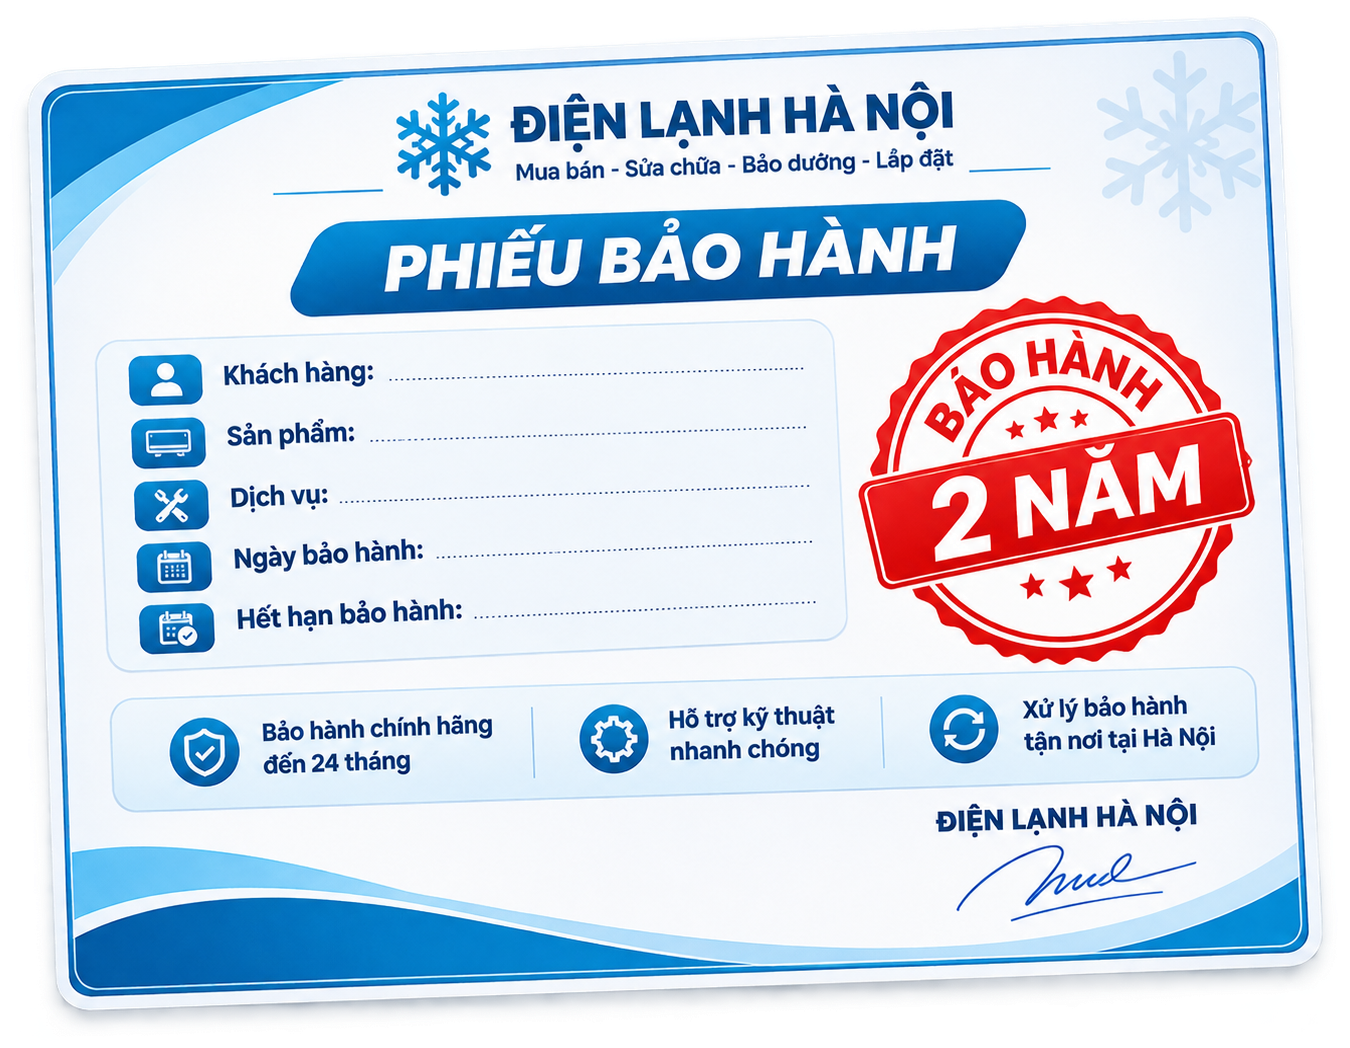 ĐIỆN LẠNH HÀ NỘI
Mua bán - Sửa chữa - Bảo dưỡng - Lắp đặt
PHIẾU BẢO HÀNH
Khách hàng:
Sản phẩm:
Dịch vụ:
Ngày bảo hành:
Hết hạn bảo hành:
BẢO HÀNH
2 NĂM
Bảo hành chính hãng
đến 24 tháng
Hỗ trợ kỹ thuật
nhanh chóng
Xử lý bảo hành
tận nơi tại Hà Nội
ĐIỆN LẠNH HÀ NỘI